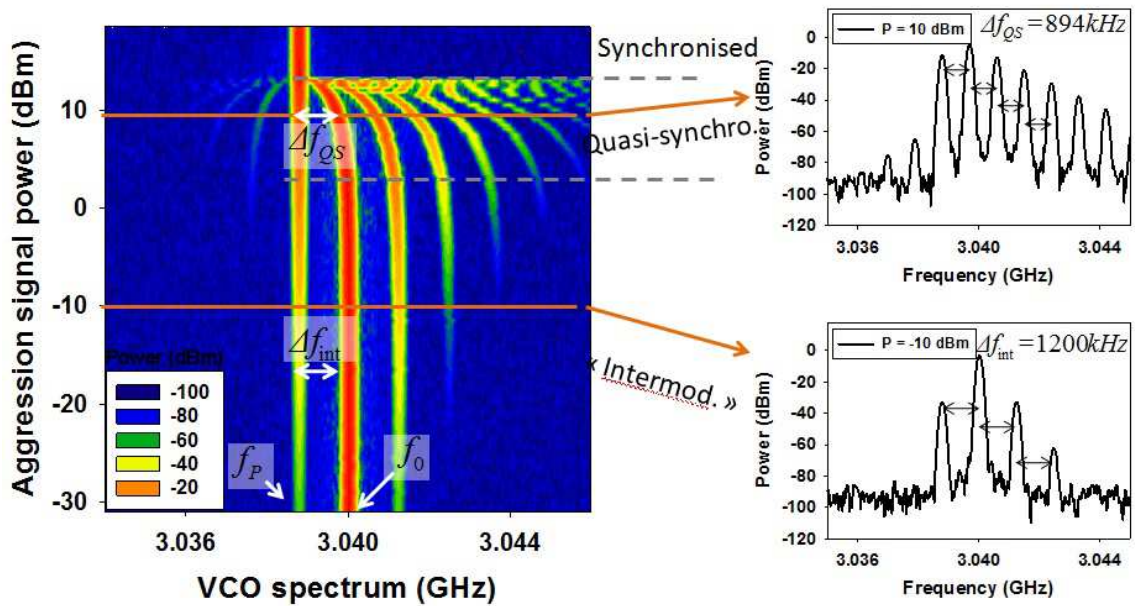 Aggression signal power (dBm)
10
0
-10
-20
-30
Δf_QS
Δf_int
Power (dBm)
-100
-80
-60
-40
-20
f_P
f_0
3.036
3.040
3.044
VCO spectrum (GHz)
Synchronised
Quasi-synchro.
« Intermod. »
P = 10 dBm
Δf_QS =894kHz
Power (dBm)
0
-20
-40
-60
-80
-100
-120
3.036
3.040
3.044
Frequency (GHz)
P = -10 dBm
Δf_int =1200kHz
Power (dBm)
0
-20
-40
-60
-80
-100
-120
3.036
3.040
3.044
Frequency (GHz)